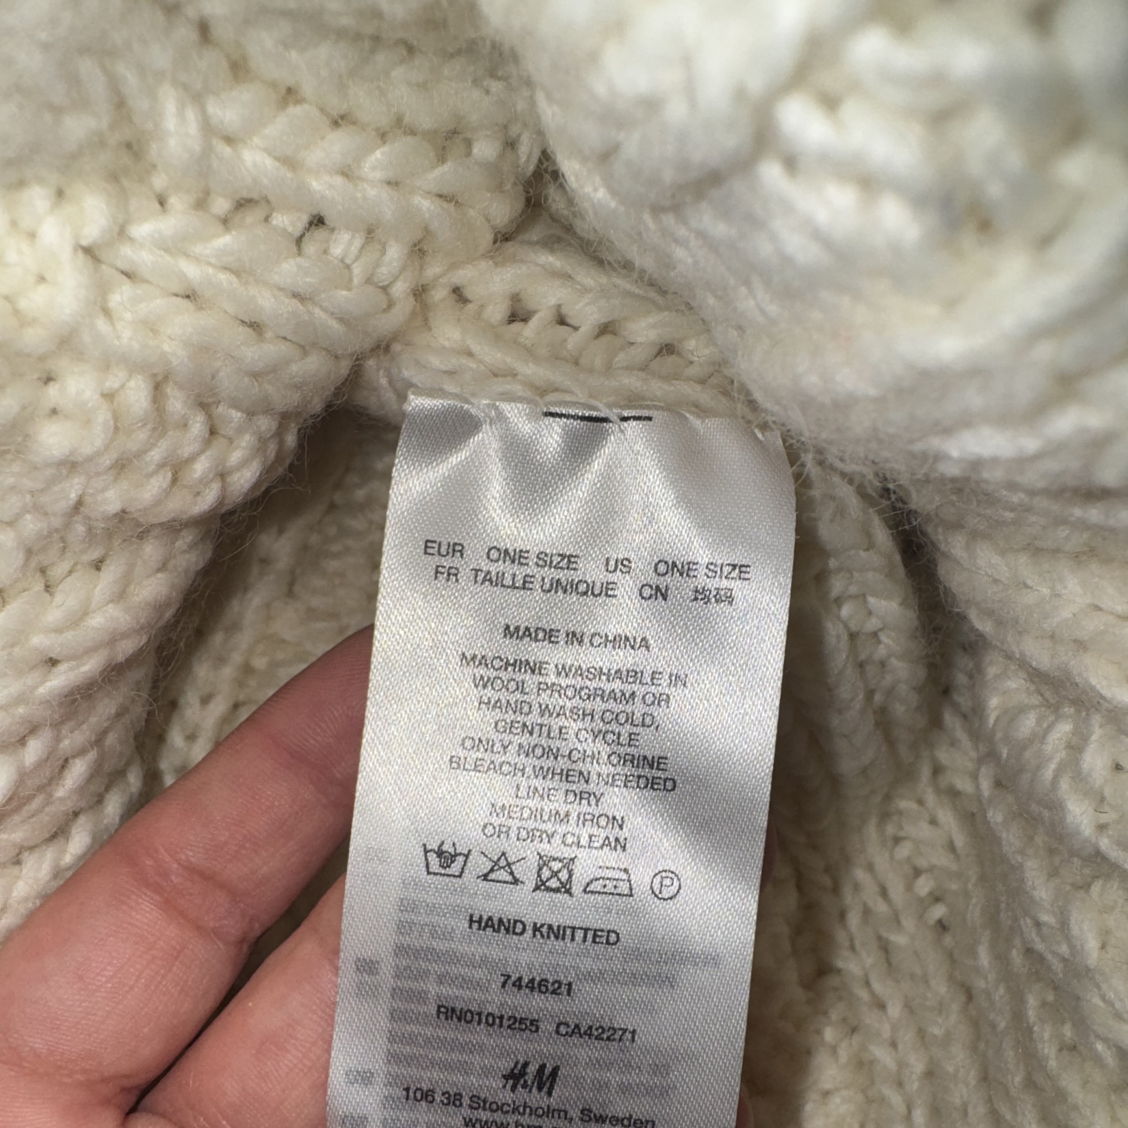 EUR ONE SIZE US ONE SIZE
FR TAILLE UNIQUE CN 均码
MADE IN CHINA
MACHINE WASHABLE IN
WOOL PROGRAM OR
HAND WASH COLD,
GENTLE CYCLE
ONLY NON-CHLORINE
BLEACH,WHEN NEEDED
LINE DRY
MEDIUM IRON
OR DRY CLEAN
P
HAND KNITTED
744621
RN0101255 CA42271
H&M
106 38 Stockholm, Sweden